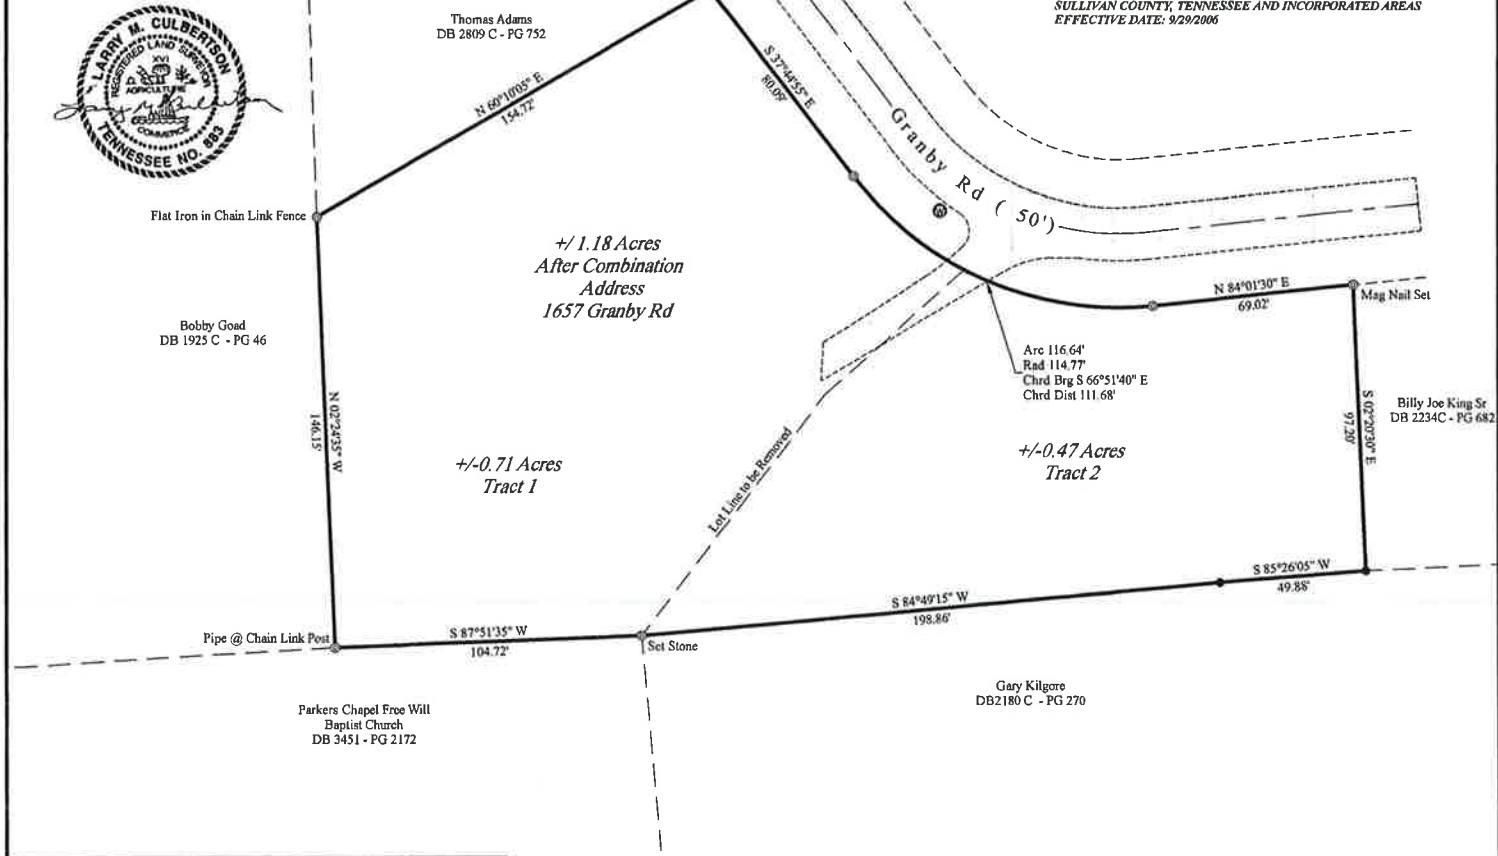 SULLIVAN COUNTY, TENNESSEE AND INCORPORATED AREAS
EFFECTIVE DATE: 9/29/2006
LARRY M. CULBERTSON
REGISTERED LAND SURVEYOR
XVI
AGRICULTURE
COMMERCE
TENNESSEE NO. 883
Thomas Adams
DB 2809 C - PG 752
N 60°10'05" E
154.72'
S 37°44'55" E
80.09'
Granby Rd ( 50')
Flat Iron in Chain Link Fence
+/ 1.18 Acres
After Combination
Address
1657 Granby Rd
N 84°01'30" E
69.02'
Mag Nail Set
Bobby Goad
DB 1925 C - PG 46
Arc 116.64'
Rad 114.77'
Chrd Brg S 66°51'40" E
Chrd Dist 111.68'
N 02°24'35" W
146.15'
S 02°20'30" E
97.20'
Billy Joe King Sr
DB 2234C - PG 682
+/-0.71 Acres
Tract 1
Lot Line to be Removed
+/-0.47 Acres
Tract 2
S 85°26'05" W
49.88'
S 84°49'15" W
198.86'
Pipe @ Chain Link Post
S 87°51'35" W
104.72'
Set Stone
Gary Kilgore
DB2180 C - PG 270
Parkers Chapel Free Will
Baptist Church
DB 3451 - PG 2172